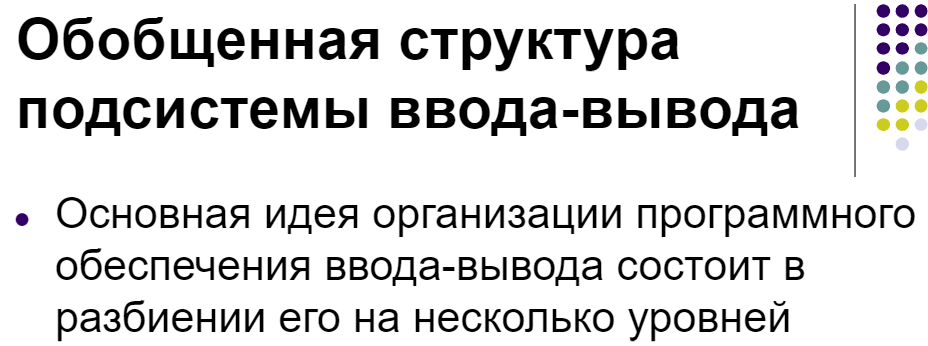 Обобщенная структура
подсистемы ввода-вывода
Основная идея организации программного
обеспечения ввода-вывода состоит в
разбиении его на несколько уровней